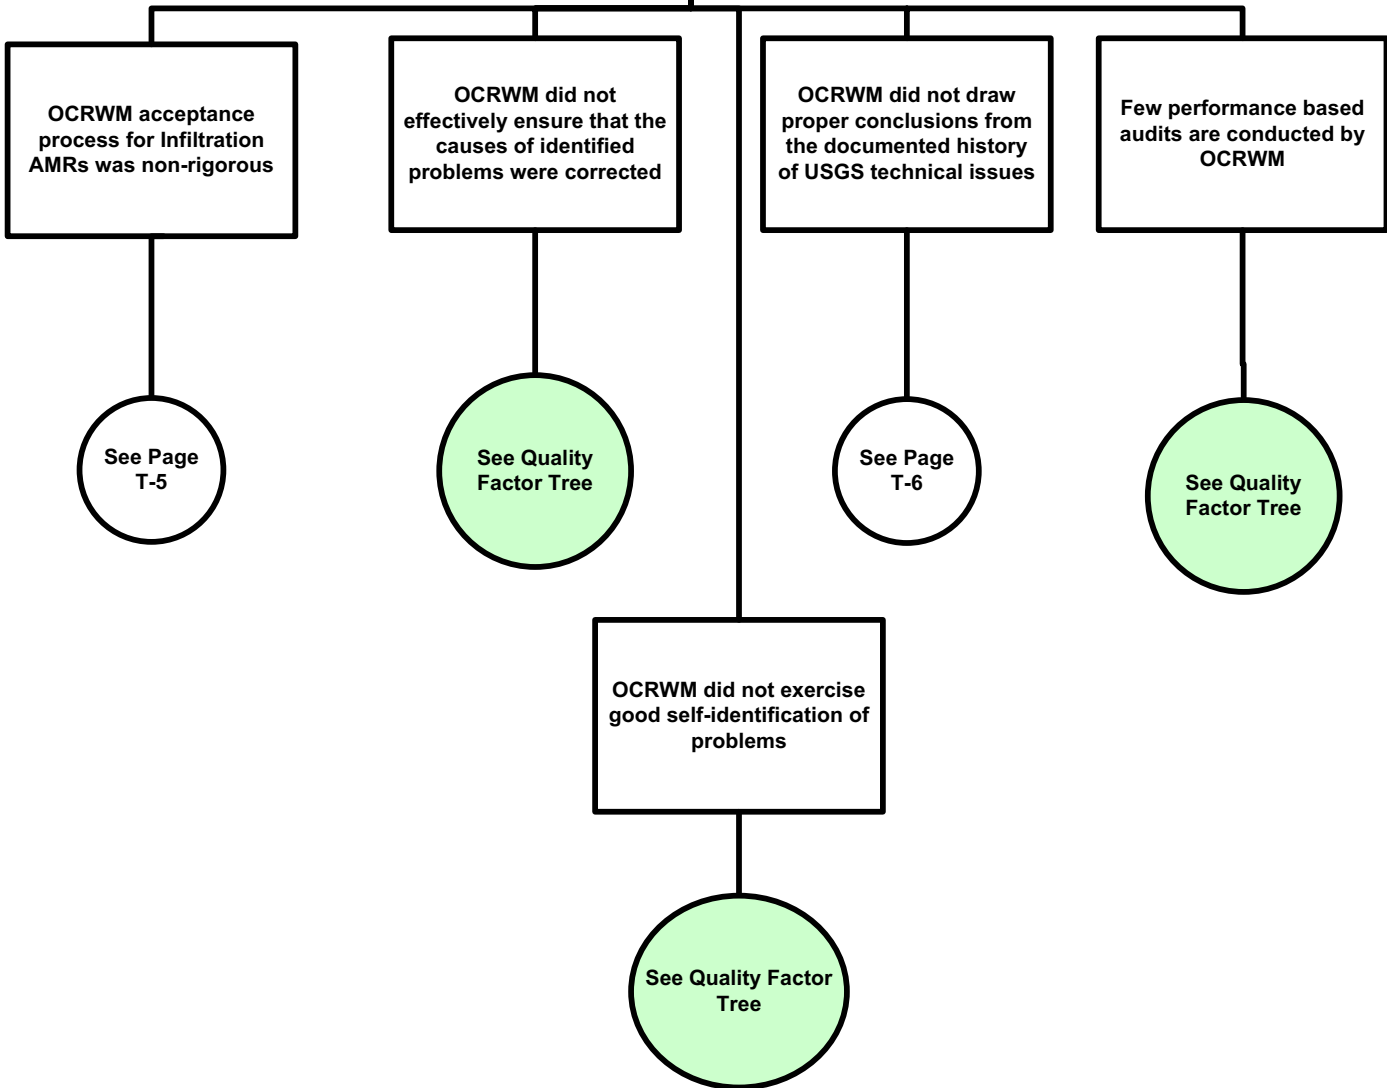 OCRWM acceptance
process for Infiltration
AMRs was non-rigorous
OCRWM did not
effectively ensure that the
causes of identified
problems were corrected
OCRWM did not draw
proper conclusions from
the documented history
of USGS technical issues
Few performance based
audits are conducted by
OCRWM
See Page
T-5
See Quality
Factor Tree
See Page
T-6
See Quality
Factor Tree
OCRWM did not exercise
good self-identification of
problems
See Quality Factor
Tree